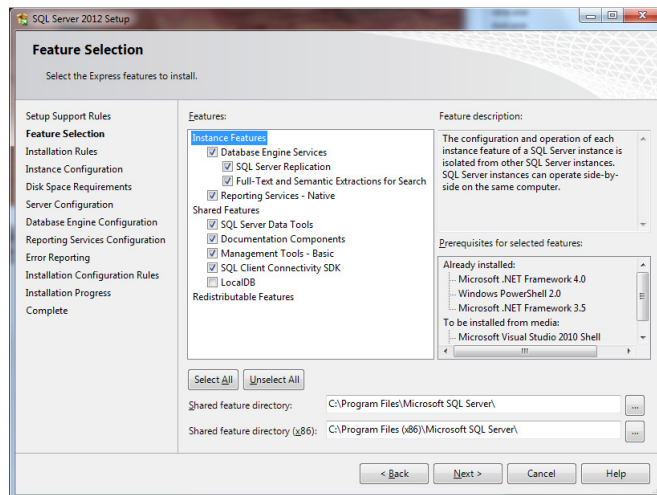 SQL Server 2012 Setup
Feature Selection
Select the Express features to install.
Setup Support Rules
Feature Selection
Installation Rules
Instance Configuration
Disk Space Requirements
Server Configuration
Database Engine Configuration
Reporting Services Configuration
Error Reporting
Installation Configuration Rules
Installation Progress
Complete
Features:
Instance Features
Database Engine Services
SQL Server Replication
Full-Text and Semantic Extractions for Search
Reporting Services - Native
Shared Features
SQL Server Data Tools
Documentation Components
Management Tools - Basic
SQL Client Connectivity SDK
LocalDB
Redistributable Features
Feature description:
The configuration and operation of each
instance feature of a SQL Server instance is
isolated from other SQL Server instances.
SQL Server instances can operate side-by-
side on the same computer.
Prerequisites for selected features:
Already installed:
Microsoft .NET Framework 4.0
Windows PowerShell 2.0
Microsoft .NET Framework 3.5
To be installed from media:
Microsoft Visual Studio 2010 Shell
Select All Unselect All
Shared feature directory: C:\Program Files\Microsoft SQL Server\ ...
Shared feature directory (x86): C:\Program Files (x86)\Microsoft SQL Server\ ...
< Back Next > Cancel Help